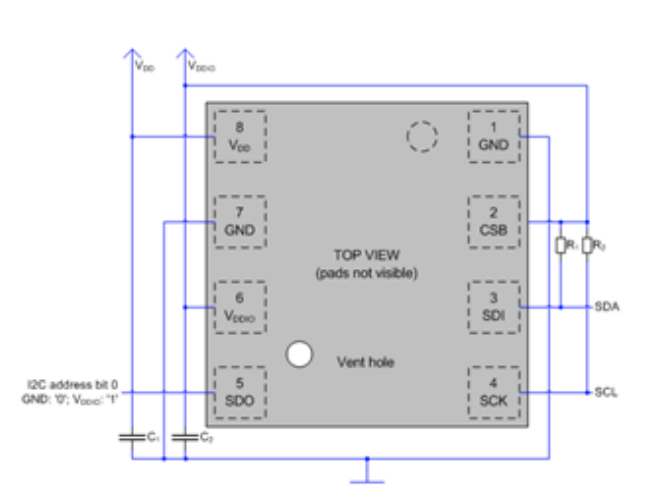 VDD
VDDIO
8
VDD
1
GND
7
GND
2
CSB
TOP VIEW
(pads not visible)
R1
R2
6
VDDIO
3
SDI
SDA
Vent hole
I2C address bit 0
GND: '0'; VDDIO: '1'
5
SDO
4
SCK
SCL
C1
C2